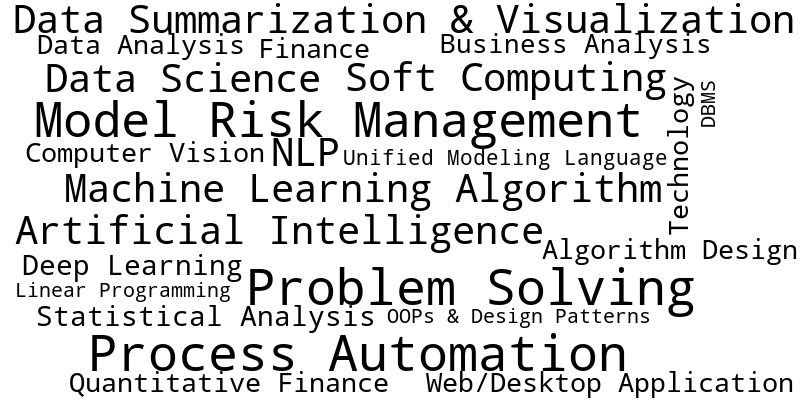 Data Summarization & Visualization
Data Analysis
Finance
Business Analysis
Data Science
Soft Computing
Technology
DBMS
Model Risk Management
Computer Vision
NLP
Unified Modeling Language
Machine Learning Algorithm
Artificial Intelligence
Algorithm Design
Deep Learning
Linear Programming
Problem Solving
Statistical Analysis
OOPs & Design Patterns
Process Automation
Quantitative Finance
Web/Desktop Application